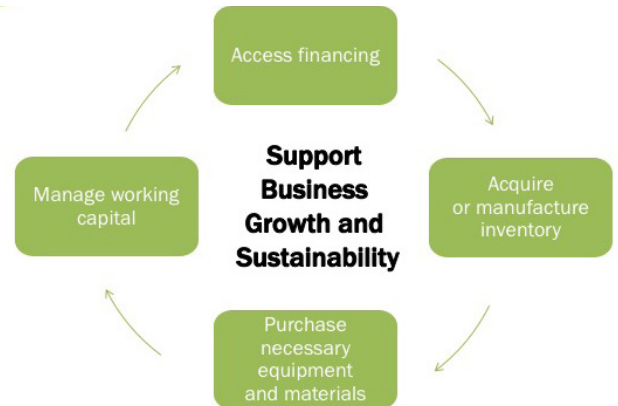 Access financing
Support
Business
Growth and
Sustainability
Manage working
capital
Acquire
or manufacture
inventory
Purchase
necessary
equipment
and materials